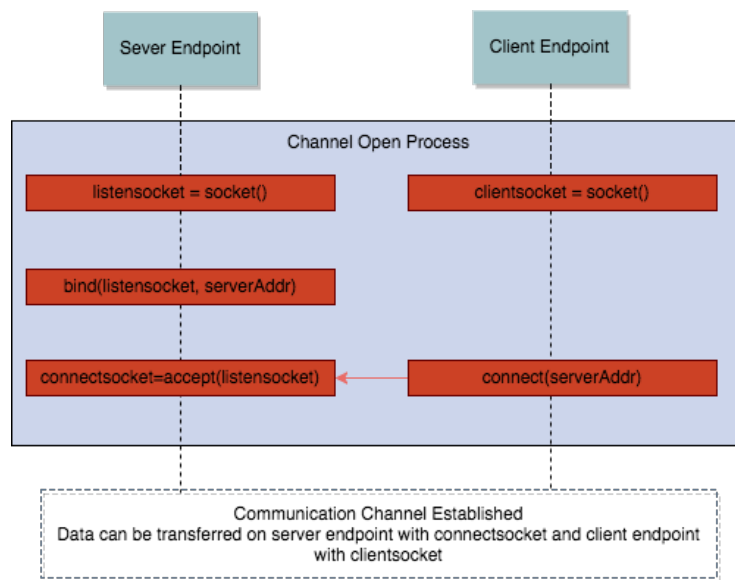 Sever Endpoint
Client Endpoint
Channel Open Process
listensocket = socket()
clientsocket = socket()
bind(listensocket, serverAddr)
connectsocket=accept(listensocket)
connect(serverAddr)
Communication Channel Established
Data can be transferred on server endpoint with connectsocket and client endpoint
with clientsocket